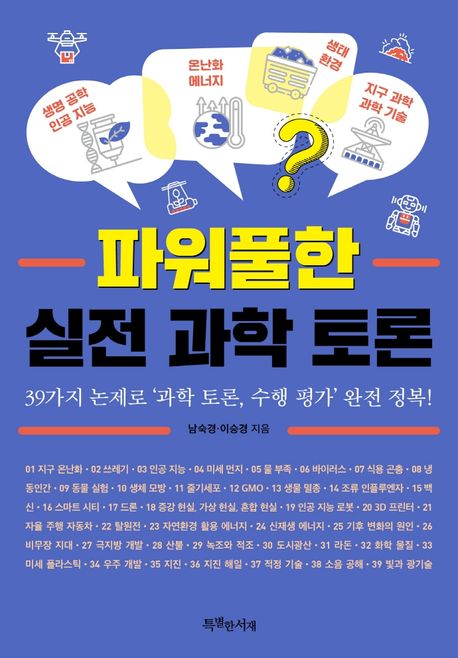 생명 공학
인공 지능
온난화
에너지
생태
환경
지구 과학
과학 기술
파워풀한
실전 과학 토론
39가지 논제로 ‘과학 토론, 수행 평가’ 완전 정복!
남숙경·이승경 지음
01 지구 온난화 · 02 쓰레기 · 03 인공 지능 · 04 미세 먼지 · 05 물 부족 · 06 바이러스 · 07 식용 곤충 · 08 냉
동인간 · 09 동물 실험 · 10 생체 모방 · 11 줄기세포 · 12 GMO · 13 생물 멸종 · 14 조류 인플루엔자 · 15 백
신 · 16 스마트 시티 · 17 드론 · 18 증강 현실, 가상 현실, 혼합 현실 · 19 인공 지능 로봇 · 20 3D 프린터 · 21
자율 주행 자동차 · 22 탈원전 · 23 자연환경 활용 에너지 · 24 신재생 에너지 · 25 기후 변화의 원인 · 26
비무장 지대 · 27 극지방 개발 · 28 산불 · 29 녹조와 적조 · 30 도시광산 · 31 라돈 · 32 화학 물질 · 33
미세 플라스틱 · 34 우주 개발 · 35 지진 · 36 지진 해일 · 37 적정 기술 · 38 소음 공해 · 39 빛과 광기술
특별한서재